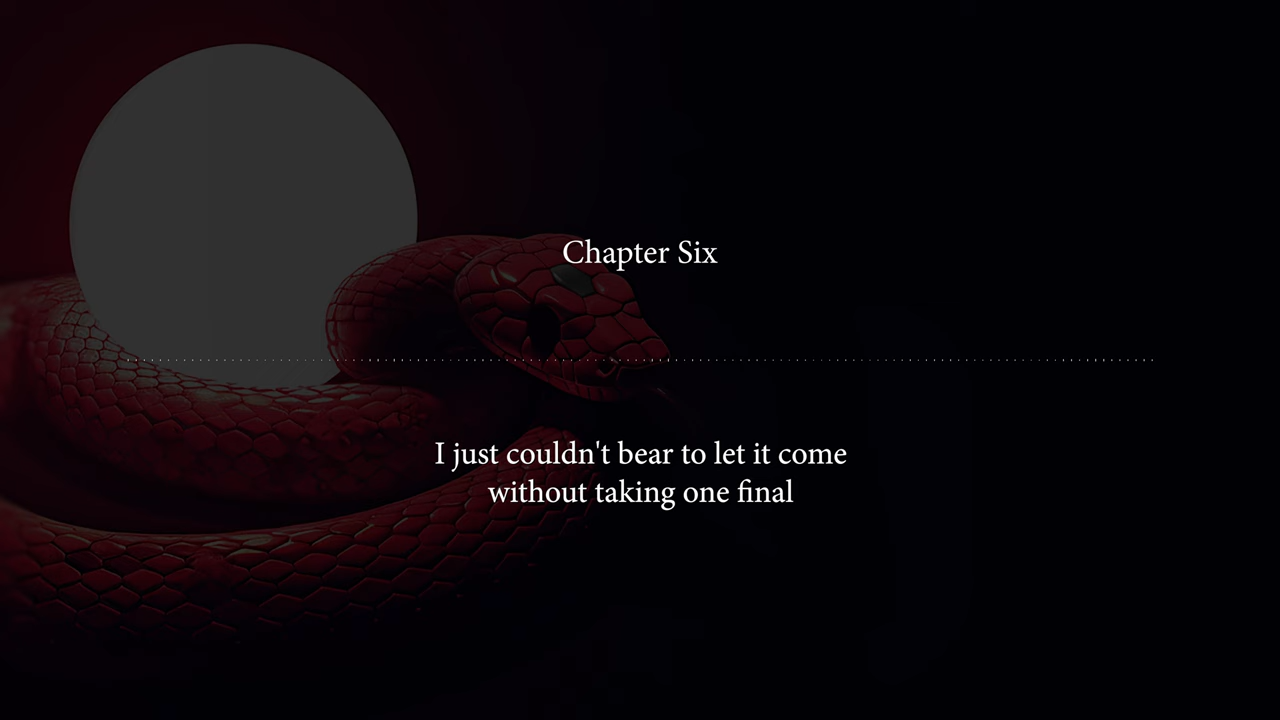 Chapter Six
I just couldn't bear to let it come
without taking one final